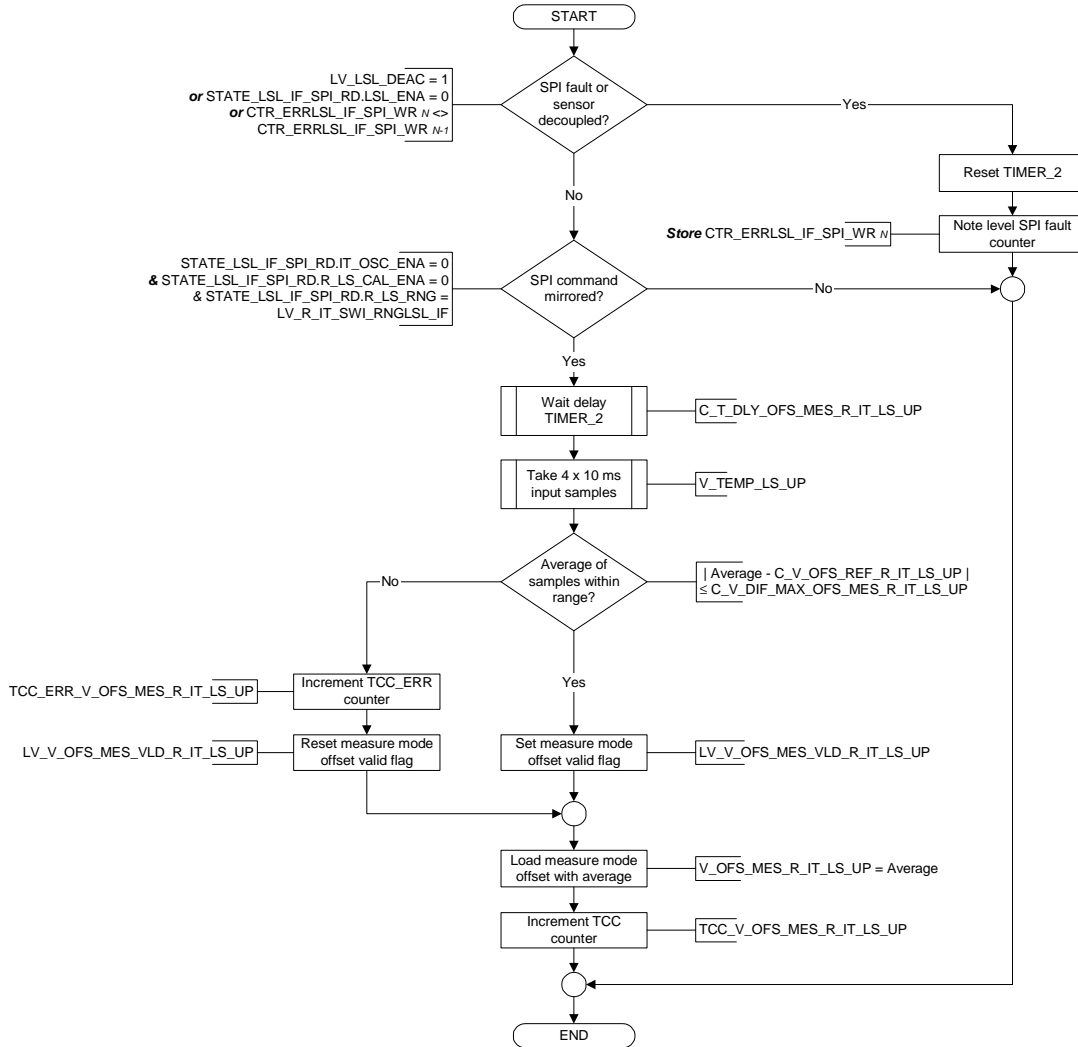 START
LV_LSL_DEAC = 1
or STATE_LSL_IF_SPI_RD.LSL_ENA = 0
or CTR_ERRLSL_IF_SPI_WR N <>
CTR_ERRLSL_IF_SPI_WR N-1
SPI fault or
sensor
decoupled?
Yes
Reset TIMER_2
No
Store CTR_ERRLSL_IF_SPI_WR N
Note level SPI fault
counter
STATE_LSL_IF_SPI_RD.IT_OSC_ENA = 0
& STATE_LSL_IF_SPI_RD.R_LS_CAL_ENA = 0
& STATE_LSL_IF_SPI_RD.R_LS_RNG =
LV_R_IT_SWI_RNGLSL_IF
SPI command
mirrored?
No
Yes
Wait delay
TIMER_2
C_T_DLY_OFS_MES_R_IT_LS_UP
Take 4 x 10 ms
input samples
V_TEMP_LS_UP
Average of
samples within
range?
| Average - C_V_OFS_REF_R_IT_LS_UP |
≤ C_V_DIF_MAX_OFS_MES_R_IT_LS_UP
No
Yes
TCC_ERR_V_OFS_MES_R_IT_LS_UP
Increment TCC_ERR
counter
LV_V_OFS_MES_VLD_R_IT_LS_UP
Reset measure mode
offset valid flag
Set measure mode
offset valid flag
LV_V_OFS_MES_VLD_R_IT_LS_UP
Load measure mode
offset with average
V_OFS_MES_R_IT_LS_UP = Average
Increment TCC
counter
TCC_V_OFS_MES_R_IT_LS_UP
END